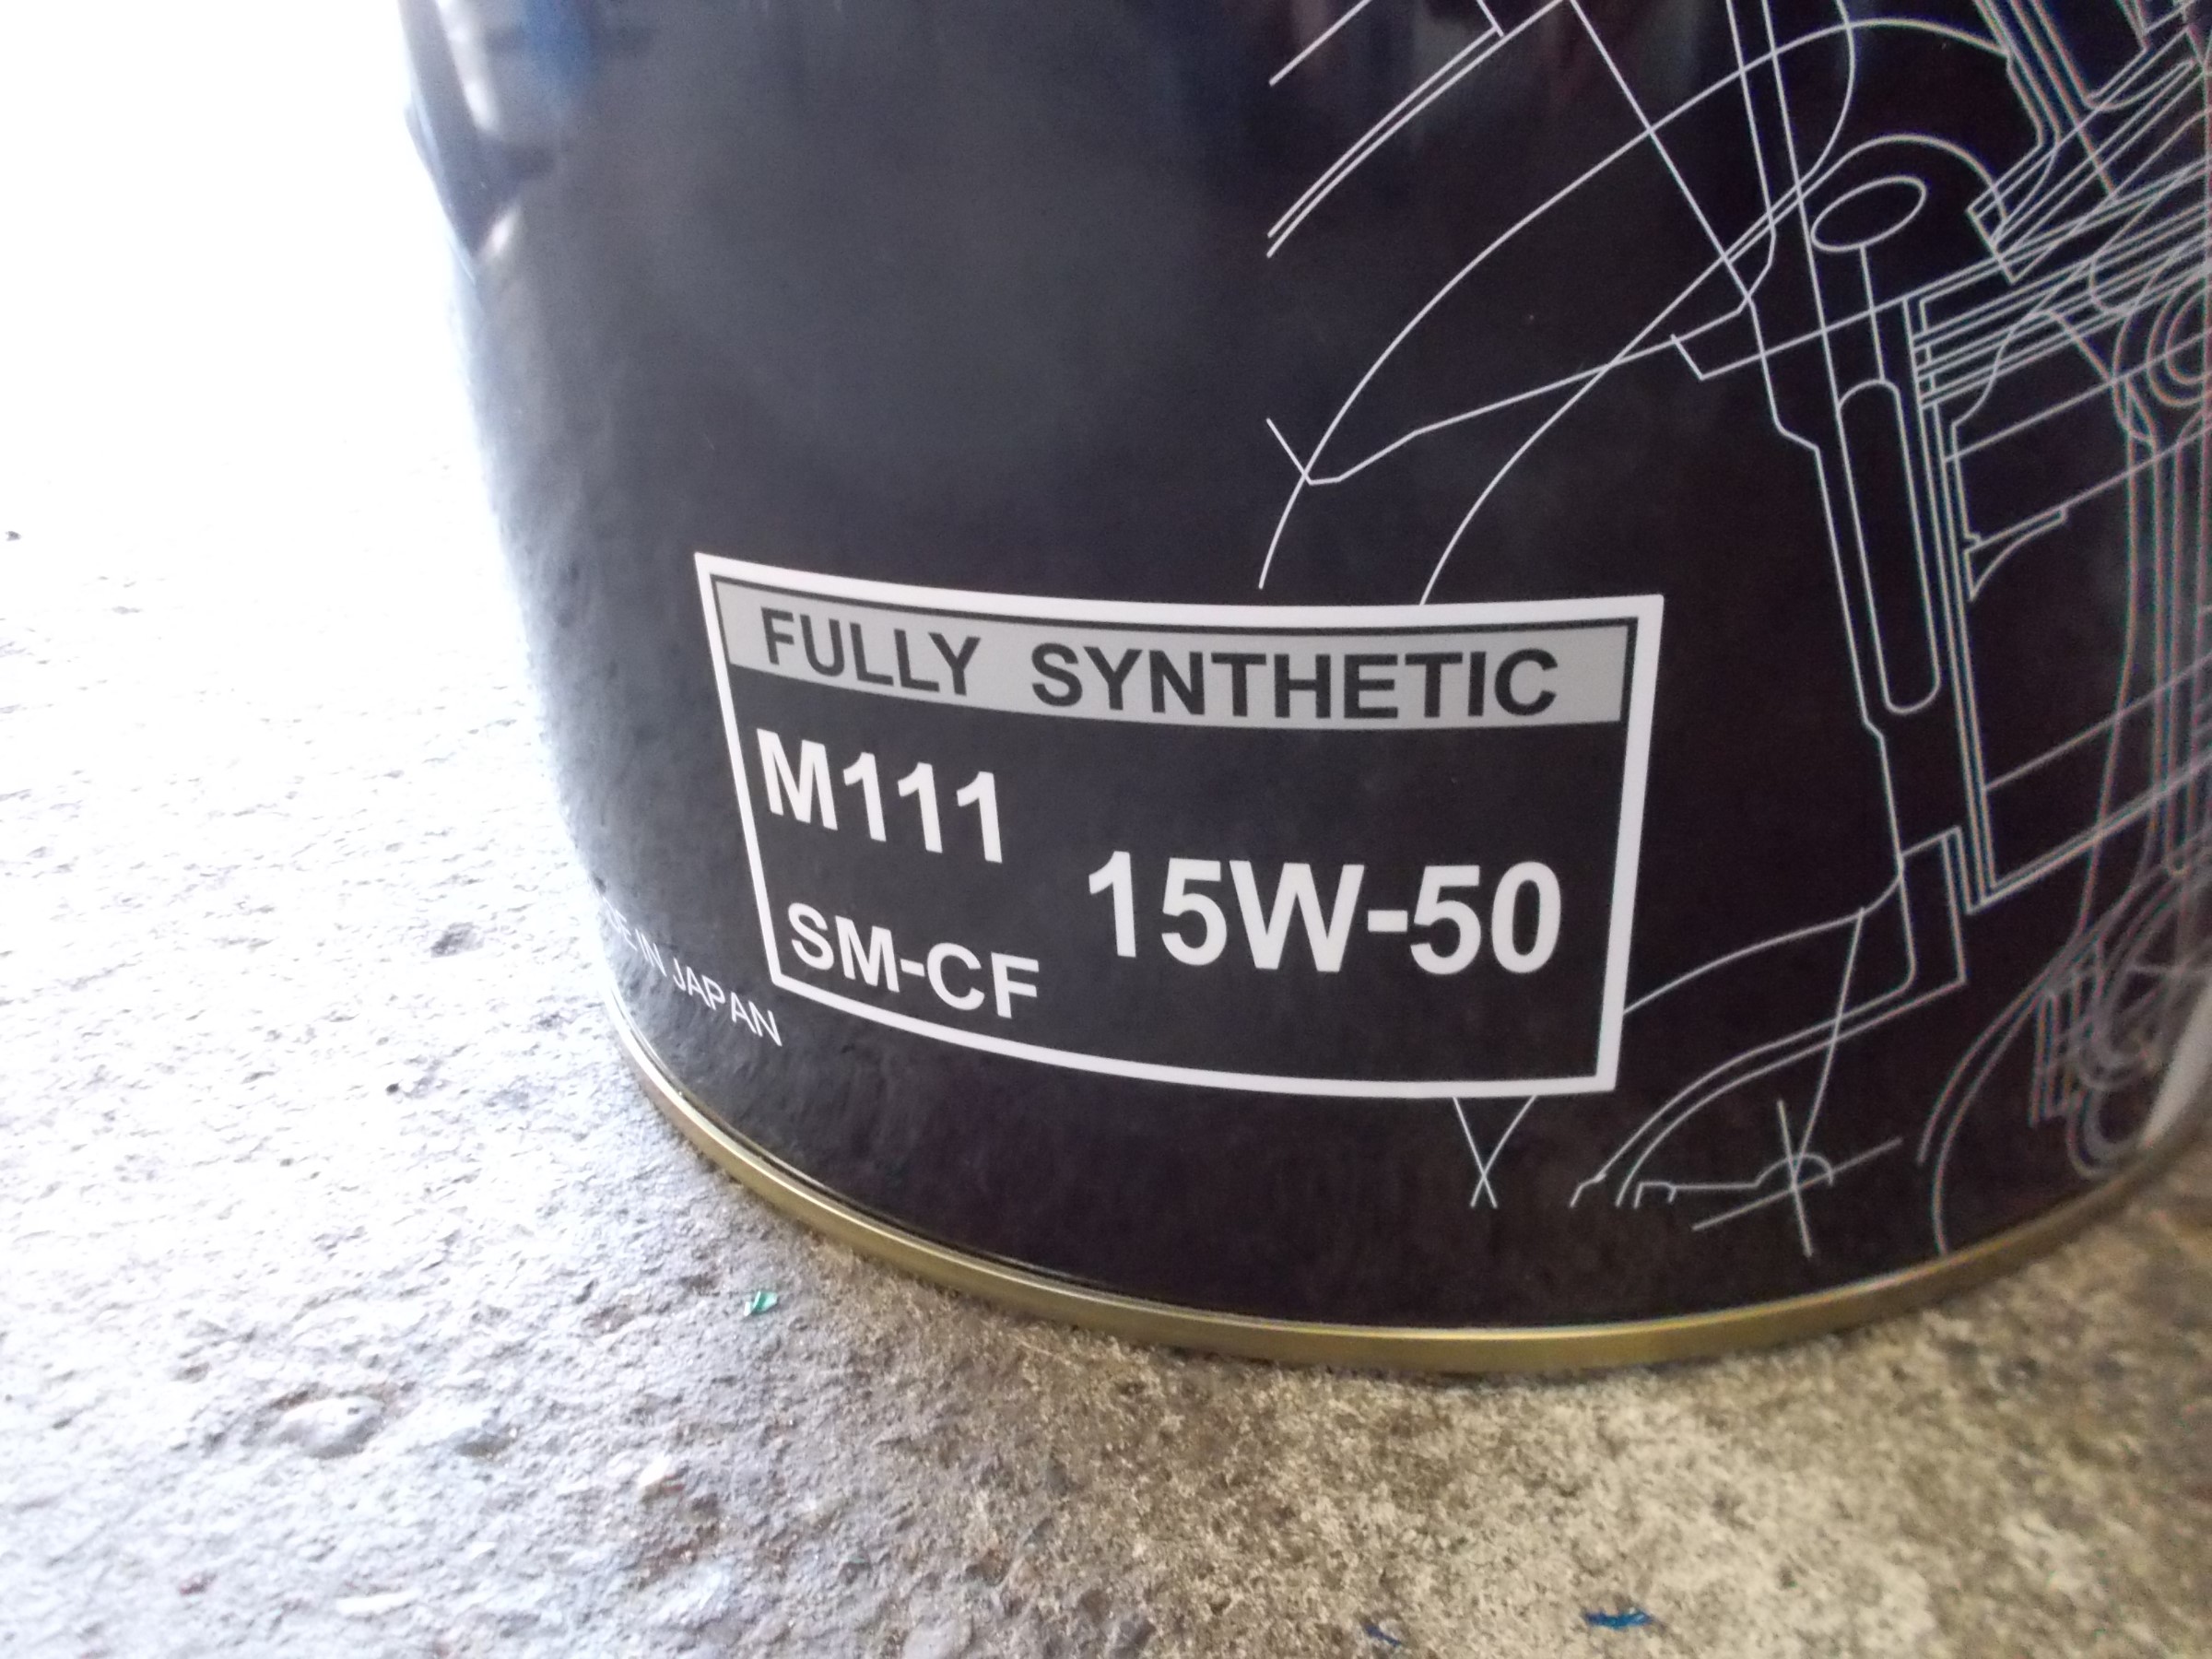 FULLY SYNTHETIC
M111
15W-50
SM-CF
IN JAPAN